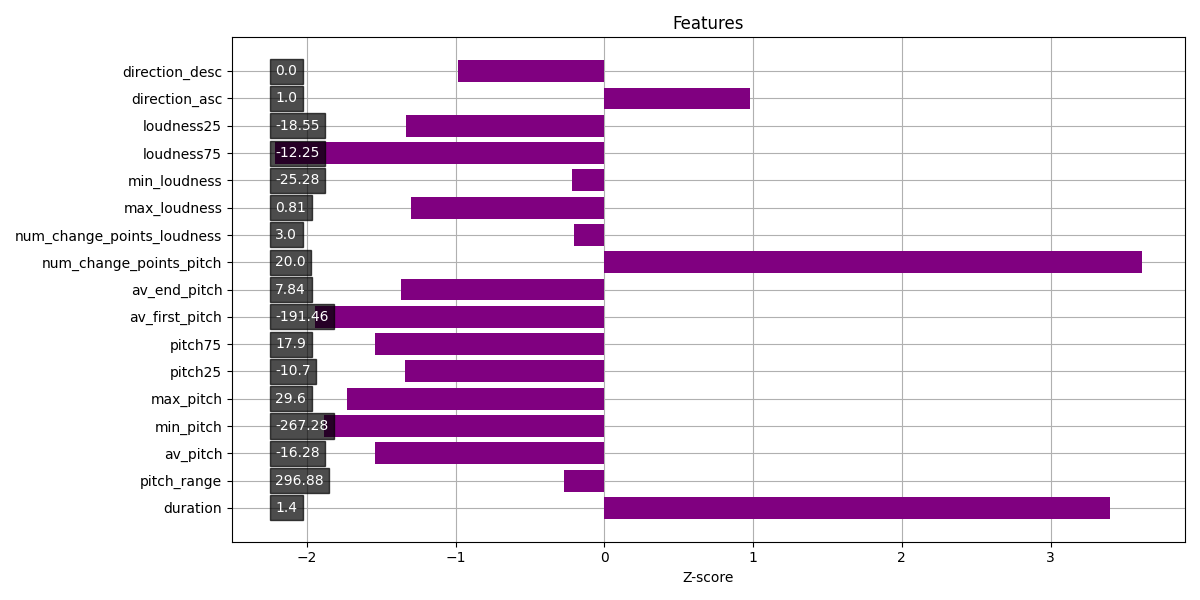 Features
direction_desc 0.0
direction_asc 1.0
loudness25 -18.55
loudness75 -12.25
min_loudness -25.28
max_loudness 0.81
num_change_points_loudness 3.0
num_change_points_pitch 20.0
av_end_pitch 7.84
av_first_pitch -191.46
pitch75 17.9
pitch25 -10.7
max_pitch 29.6
min_pitch -267.28
av_pitch -16.28
pitch_range 296.88
duration 1.4
−2 −1 0 1 2 3
Z-score